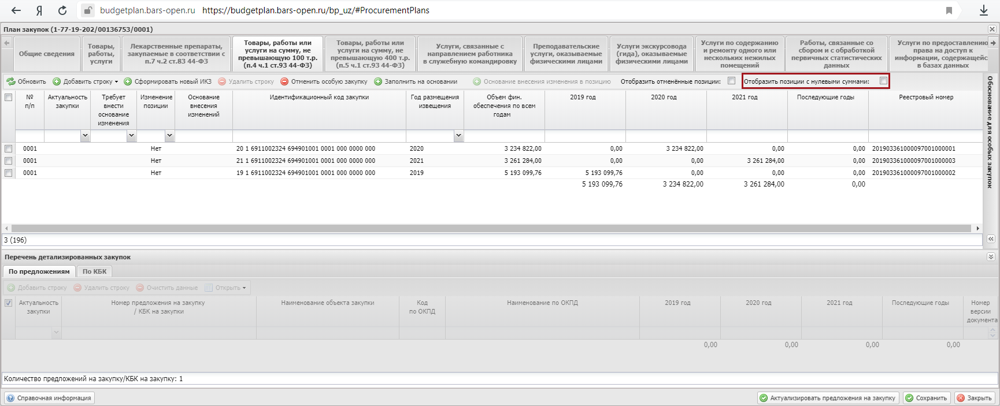 Я
budgetplan.bars-open.ru https://budgetplan.bars-open.ru/bp_uz/#ProcurementPlans
План закупок (1-77-19-202/00136753/0001)
Общие сведения
Товары,
работы,
услуги
Лекарственные препараты,
закупаемые в соответствии с
п.7 ч.2 ст.83 44-ФЗ
Товары, работы или
услуги на сумму, не
превышающую 100 т.р.
(п.4 ч.1 ст.93 44-ФЗ)
Товары, работы или
услуги на сумму, не
превышающую 400 т.р.
(п.5 ч.1 ст.93 44-ФЗ)
Услуги, связанные с
направлением работника
в служебную командировку
Преподавательские
услуги, оказываемые
физическими лицами
Услуги экскурсовода
(гида), оказываемые
физическими лицами
Услуги по содержанию
и ремонту одного или
нескольких нежилых
помещений
Работы, связанные со
сбором и с обработкой
первичных статистических
данных
Услуги по предоставлению
права на доступ к
информации, содержащейс
в базах данных
Обновить Добавить строку Сформировать новый ИКЗ Удалить строку Отменить особую закупку Заполнить на основании Основание внесения изменения в позицию Отобразить отменённые позиции: Отобразить позиции с нулевыми суммами:
№
п/п
Актуальность
закупки
Требует
внести
основание
изменения
Изменение
позиции
Основание
внесения
изменений
Идентификационный код закупки
Год размещения
извещения
Объем фин.
обеспечения по всем
годам
2019 год
2020 год
2021 год
Последующие годы
Реестровый номер
0001 Нет 20 1 6911002324 694901001 0001 000 0000 000 2020 3 234 822,00 0,00 3 234 822,00 0,00 0,00 201903361000097001000001
0001 Нет 21 1 6911002324 694901001 0001 000 0000 000 2021 3 261 284,00 0,00 0,00 3 261 284,00 0,00 201903361000097001000003
0001 Нет 19 1 6911002324 694901001 0001 000 0000 000 2019 5 193 099,76 5 193 099,76 0,00 0,00 0,00 201903361000097001000002
5 193 099,76 3 234 822,00 3 261 284,00 0,00
Обоснование для особых закупок
3 (196)
Перечень детализированных закупок
По предложениям По КБК
Добавить строку Удалить строку Очистить данные Открыть
Актуальность
закупки
Номер предложения на закупку
/ КБК на закупки
Наименование объекта закупки
Код
по ОКПД
Наименование по ОКПД
2019 год
2020 год
2021 год
Последующие годы
Номер
версии
документа
0,00 0,00 0,00 0,00
Количество предложений на закупку/КБК на закупку: 1
Справочная информация Актуализировать предложения на закупку Сохранить Закрыть